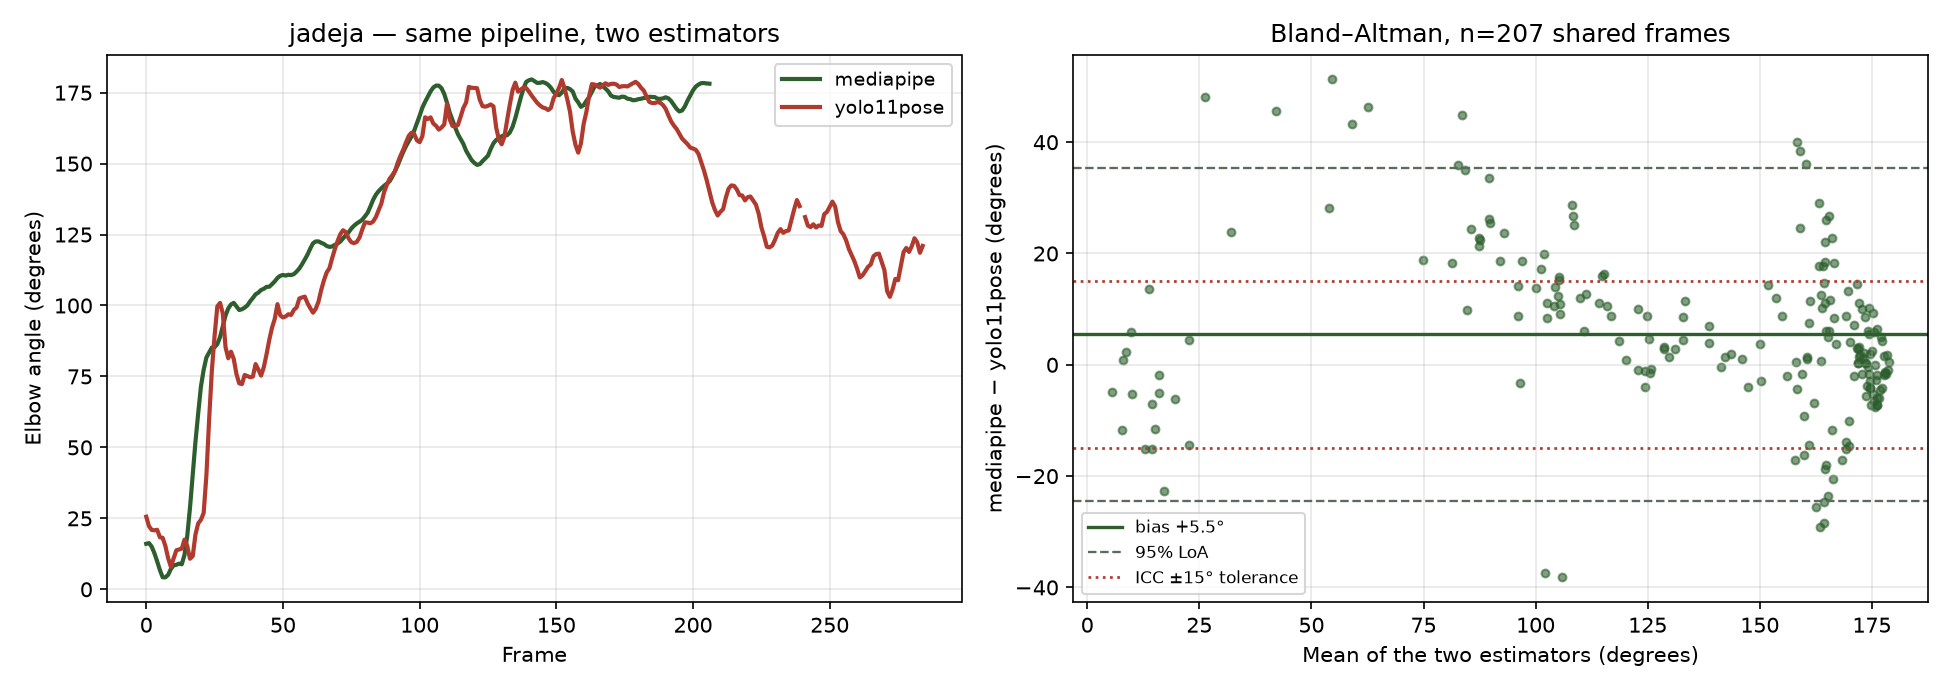 jadeja — same pipeline, two estimators
mediapipe
yolo11pose
Elbow angle (degrees)
175
150
125
100
75
50
25
0
0 50 100 150 200 250
Frame
Bland–Altman, n=207 shared frames
mediapipe − yolo11pose (degrees)
40
20
0
−20
−40
bias +5.5°
95% LoA
ICC ±15° tolerance
0 25 50 75 100 125 150 175
Mean of the two estimators (degrees)